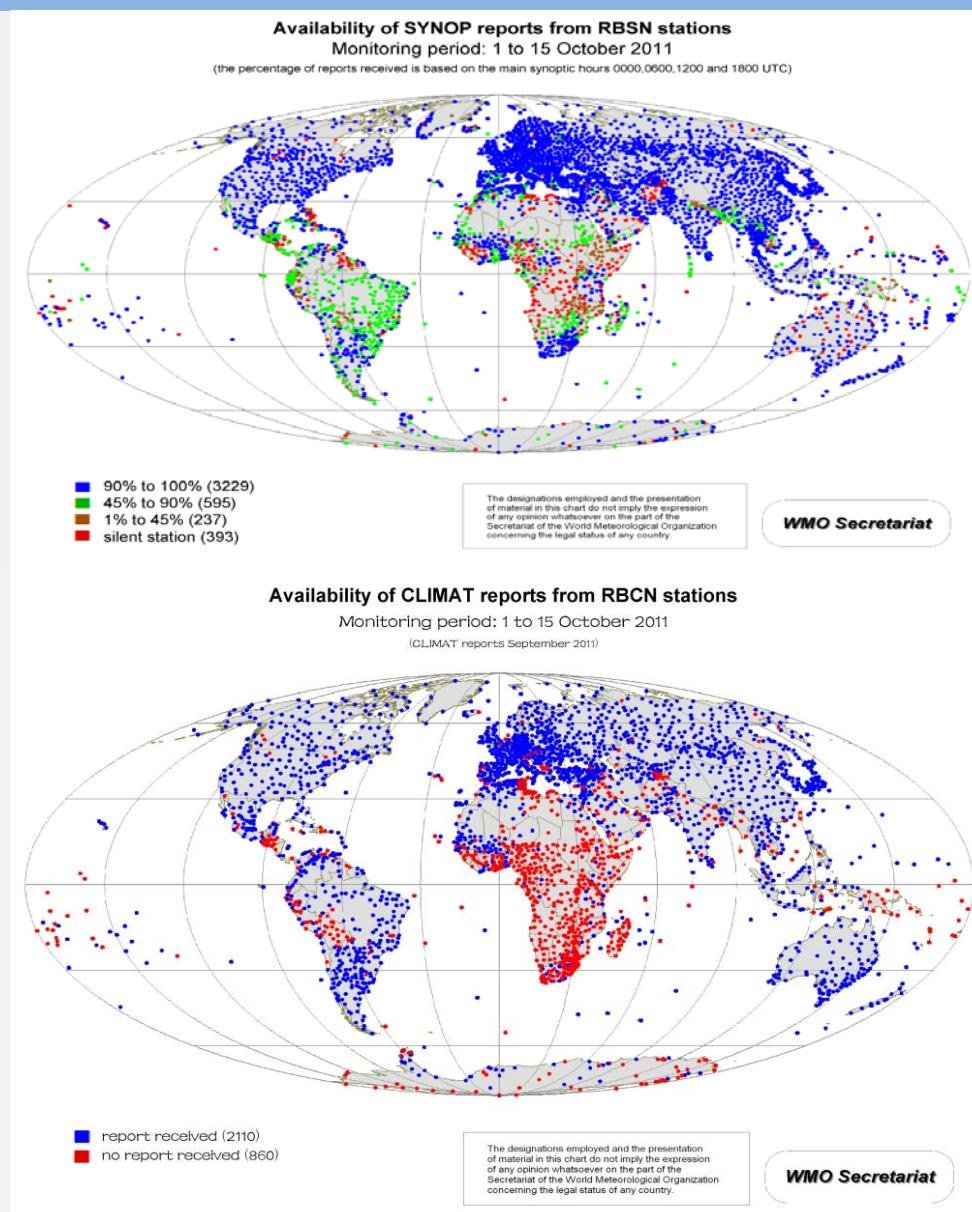 Availability of SYNOP reports from RBSN stations
Monitoring period: 1 to 15 October 2011
(the percentage of reports received is based on the main synoptic hours 0000,0600,1200 and 1800 UTC)
90% to 100% (3229)
45% to 90% (595)
1% to 45% (237)
silent station (393)
The designations employed and the presentation
of material in this chart do not imply the expression
of any opinion whatsoever on the part of the
Secretariat of the World Meteorological Organization
concerning the legal status of any country.
WMO Secretariat
Availability of CLIMAT reports from RBCN stations
Monitoring period: 1 to 15 October 2011
(CLIMAT reports September 2011)
report received (2110)
no report received (860)
The designations employed and the presentation
of material in this chart do not imply the expression
of any opinion whatsoever on the part of the
Secretariat of the World Meteorological Organization
concerning the legal status of any country.
WMO Secretariat